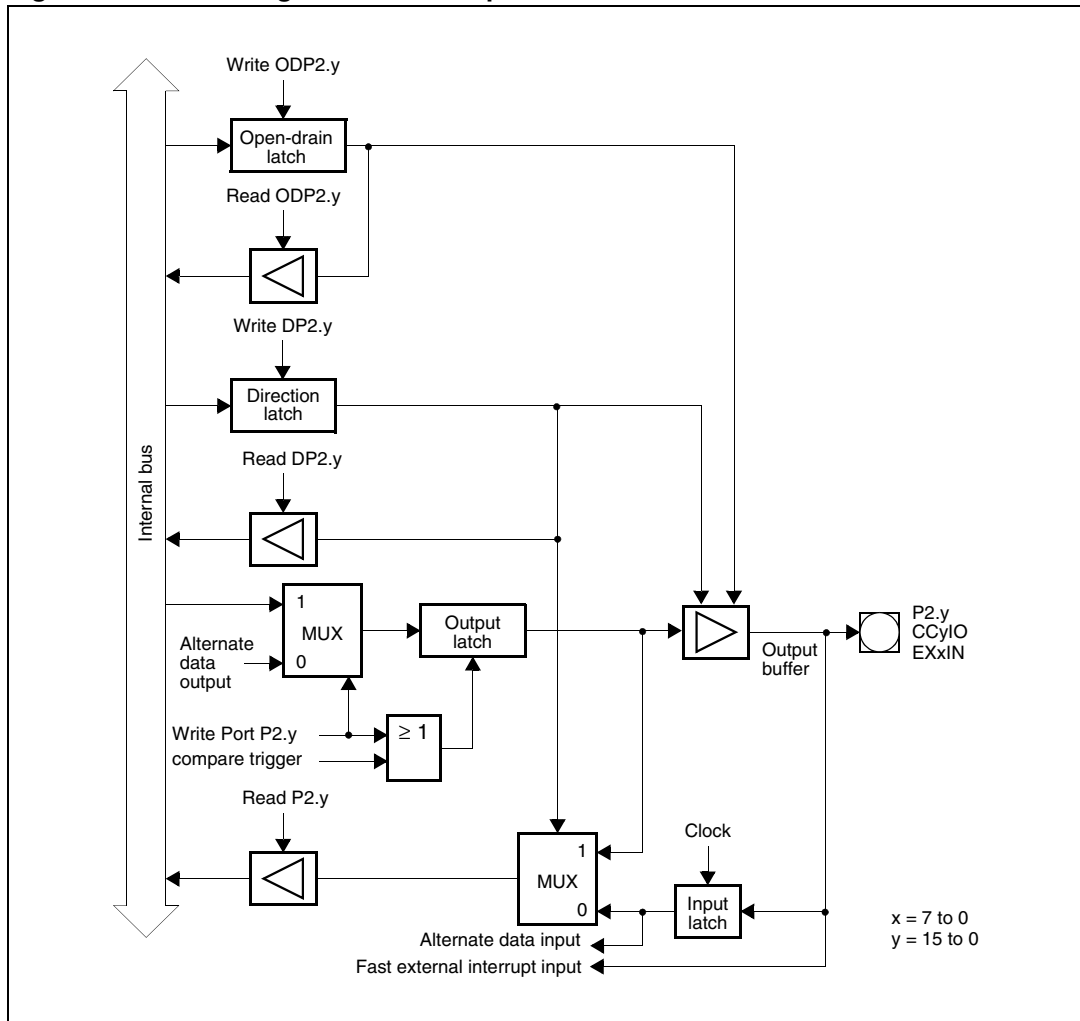 Write ODP2.y
Open-drain
latch
Read ODP2.y
Write DP2.y
Direction
latch
Read DP2.y
Internal bus
1
MUX
0
Alternate
data
output
Output
latch
Output
buffer
P2.y
CCyIO
EXxIN
Write Port P2.y
compare trigger
≥ 1
Read P2.y
Clock
1
MUX
0
Input
latch
Alternate data input
Fast external interrupt input
x = 7 to 0
y = 15 to 0